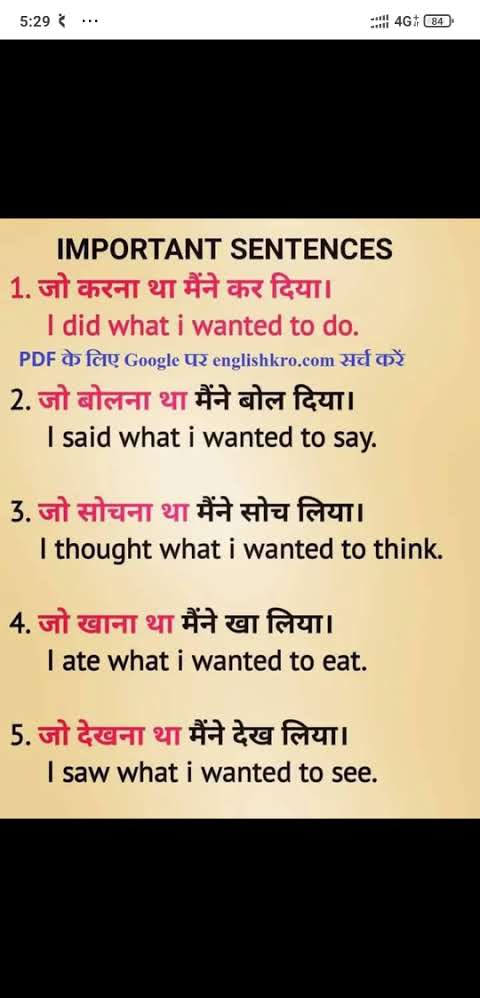 5:29 ...
4G 84
IMPORTANT SENTENCES
1. जो करना था मैंने कर दिया।
I did what i wanted to do.
PDF के लिए Google पर englishkro.com सर्च करें
2. जो बोलना था मैंने बोल दिया।
I said what i wanted to say.
3. जो सोचना था मैंने सोच लिया।
I thought what i wanted to think.
4. जो खाना था मैंने खा लिया।
I ate what i wanted to eat.
5. जो देखना था मैंने देख लिया।
I saw what i wanted to see.